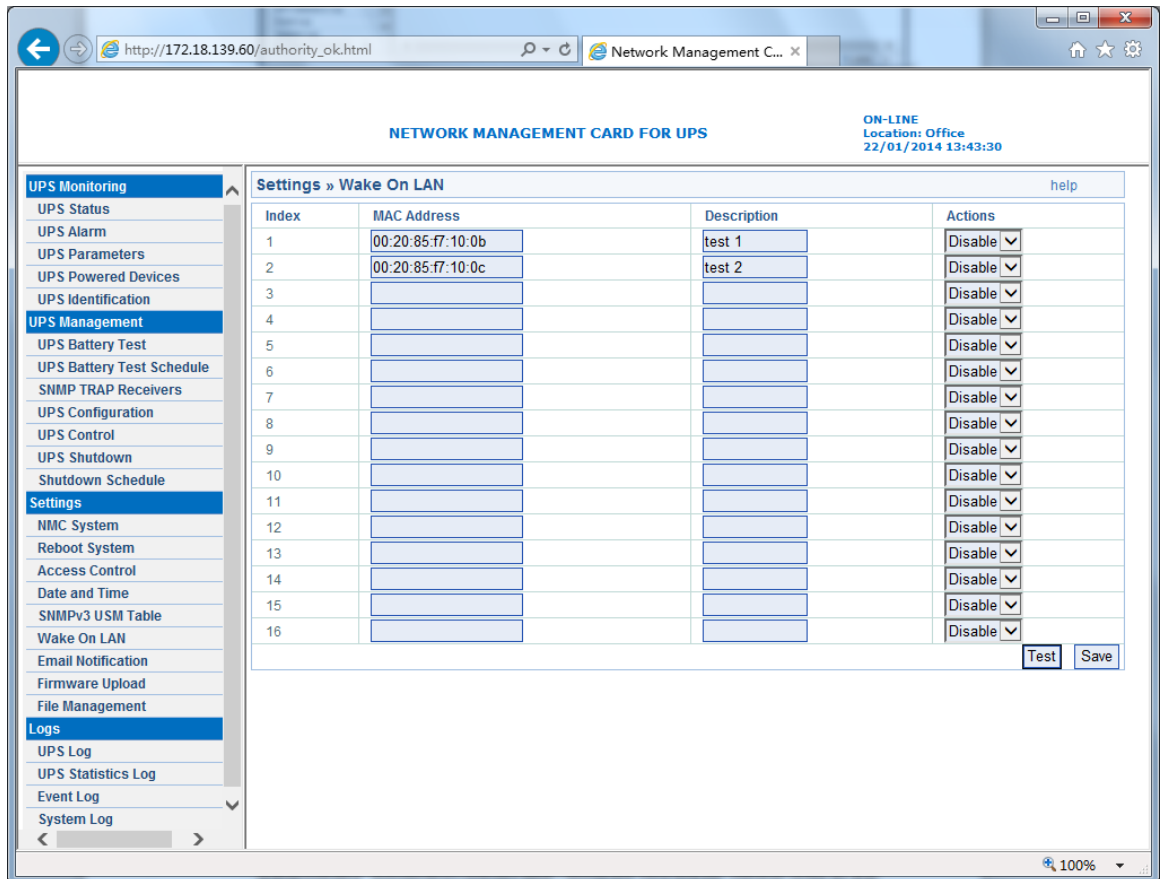 http://172.18.139.60/authority_ok.html
Network Management C...
NETWORK MANAGEMENT CARD FOR UPS
ON-LINE
Location: Office
22/01/2014 13:43:30
UPS Monitoring
UPS Status
UPS Alarm
UPS Parameters
UPS Powered Devices
UPS Identification
UPS Management
UPS Battery Test
UPS Battery Test Schedule
SNMP TRAP Receivers
UPS Configuration
UPS Control
UPS Shutdown
Shutdown Schedule
Settings
NMC System
Reboot System
Access Control
Date and Time
SNMPv3 USM Table
Wake On LAN
Email Notification
Firmware Upload
File Management
Logs
UPS Log
UPS Statistics Log
Event Log
System Log
Settings » Wake On LAN help
Index MAC Address Description Actions
1 00:20:85:f7:10:0b test 1 Disable
2 00:20:85:f7:10:0c test 2 Disable
3 Disable
4 Disable
5 Disable
6 Disable
7 Disable
8 Disable
9 Disable
10 Disable
11 Disable
12 Disable
13 Disable
14 Disable
15 Disable
16 Disable
Test Save
100%